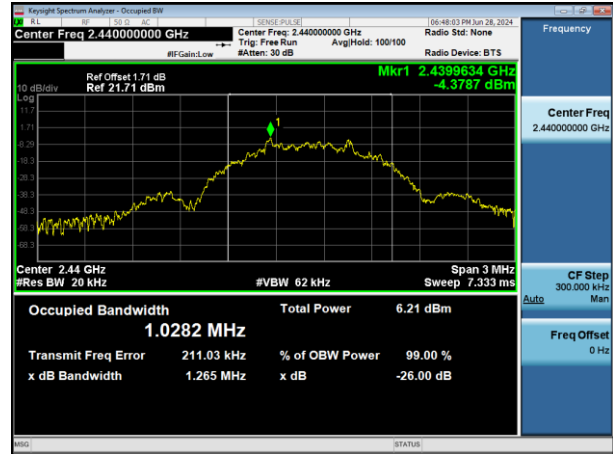 Keysight Spectrum Analyzer - Occupied BW
RL RF 50 Ω AC SENSE:PULSE 06:48:03 PM Jun 28, 2024
Center Freq 2.440000000 GHz Center Freq: 2.440000000 GHz Radio Std: None Frequency
Trig: Free Run Avg|Hold: 100/100
#IFGain:Low #Atten: 30 dB Radio Device: BTS
Ref Offset 1.71 dB Mkr1 2.4399634 GHz
10 dB/div Ref 21.71 dBm -4.3787 dBm
Log
11.7
1.71
-8.29
-18.3
-28.3
-38.3
-48.3
-58.3
-68.3
1
Center Freq
2.440000000 GHz
Center 2.44 GHz Span 3 MHz
#Res BW 20 kHz #VBW 62 kHz Sweep 7.333 ms
CF Step
300.000 kHz
Auto Man
Occupied Bandwidth Total Power 6.21 dBm
1.0282 MHz
Transmit Freq Error 211.03 kHz % of OBW Power 99.00 %
x dB Bandwidth 1.265 MHz x dB -26.00 dB
Freq Offset
0 Hz
MSG STATUS